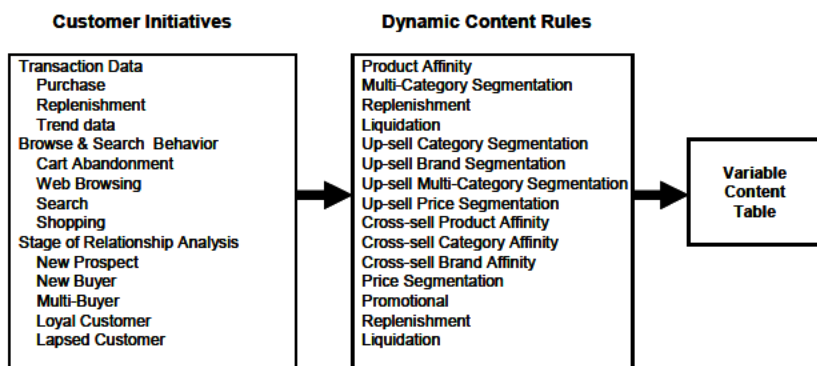 Customer Initiatives
Transaction Data
Purchase
Replenishment
Trend data
Browse & Search Behavior
Cart Abandonment
Web Browsing
Search
Shopping
Stage of Relationship Analysis
New Prospect
New Buyer
Multi-Buyer
Loyal Customer
Lapsed Customer
Dynamic Content Rules
Product Affinity
Multi-Category Segmentation
Replenishment
Liquidation
Up-sell Category Segmentation
Up-sell Brand Segmentation
Up-sell Multi-Category Segmentation
Up-sell Price Segmentation
Cross-sell Product Affinity
Cross-sell Category Affinity
Cross-sell Brand Affinity
Price Segmentation
Promotional
Replenishment
Liquidation
Variable
Content
Table